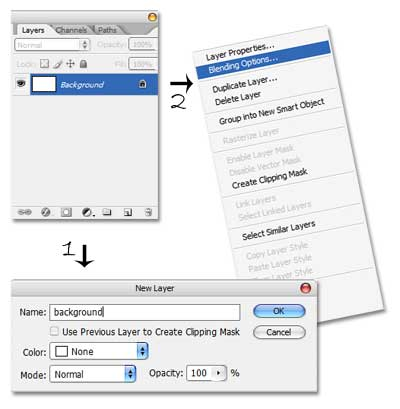 Layers Channels Paths
Normal Opacity: 100%
Lock: Fill: 100%
Background
2
Layer Properties...
Blending Options...
Duplicate Layer...
Delete Layer
Group into New Smart Object
Rasterize Layer
Enable Layer Mask
Disable Vector Mask
Create Clipping Mask
Link Layers
Select Linked Layers
Select Similar Layers
Copy Layer Style
Paste Layer Style
Layer Style
1
New Layer
Name: background OK
Use Previous Layer to Create Clipping Mask Cancel
Color: None
Mode: Normal Opacity: 100 %